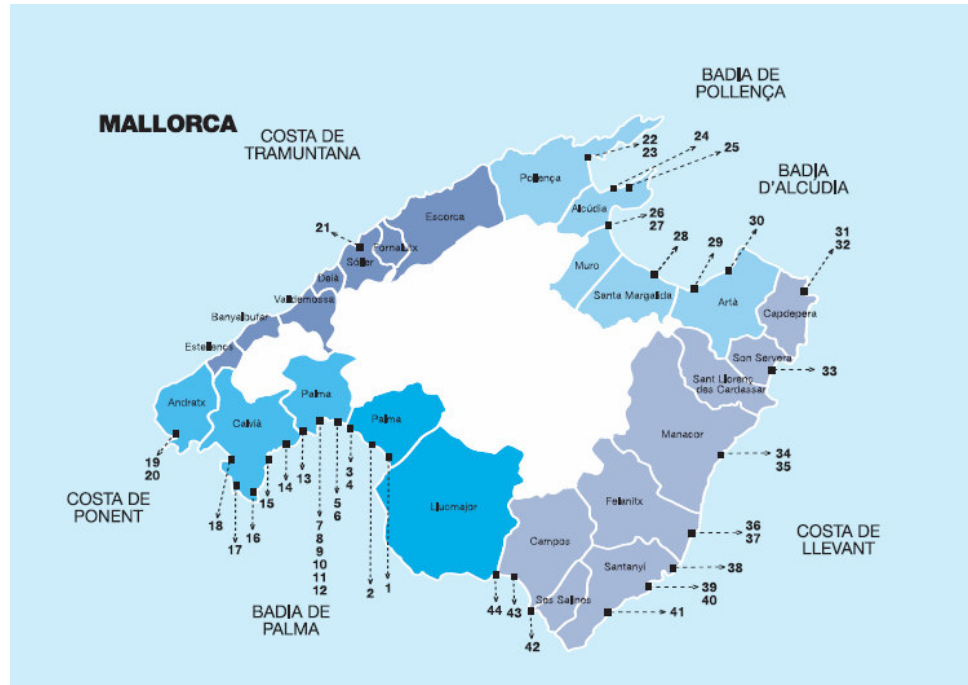 MALLORCA
COSTA DE
TRAMUNTANA
BADIA DE
POLLENÇA
BADIA
D'ALCÚDIA
22
23
24
25
Pollença
Alcúdia
Escorca
21
Fornalutx
Sóller
Deià
26
27
28
29
30
31
32
Muro
Santa Margalida
Artà
Capdepera
Valldemossa
Banyalbufar
Estellencs
Son Servera
33
Sant Llorenç
des Cardassar
Andratx
Calvià
Palma
Palma
Manacor
34
35
19
20
COSTA DE
PONENT
18
17
16
15
14
13
7
8
9
10
11
12
5
6
3
4
2
1
BADIA DE
PALMA
Llucmajor
Campos
Felanitx
Santanyí
Ses Salines
36
37
COSTA DE
LLEVANT
38
39
40
41
42
43
44